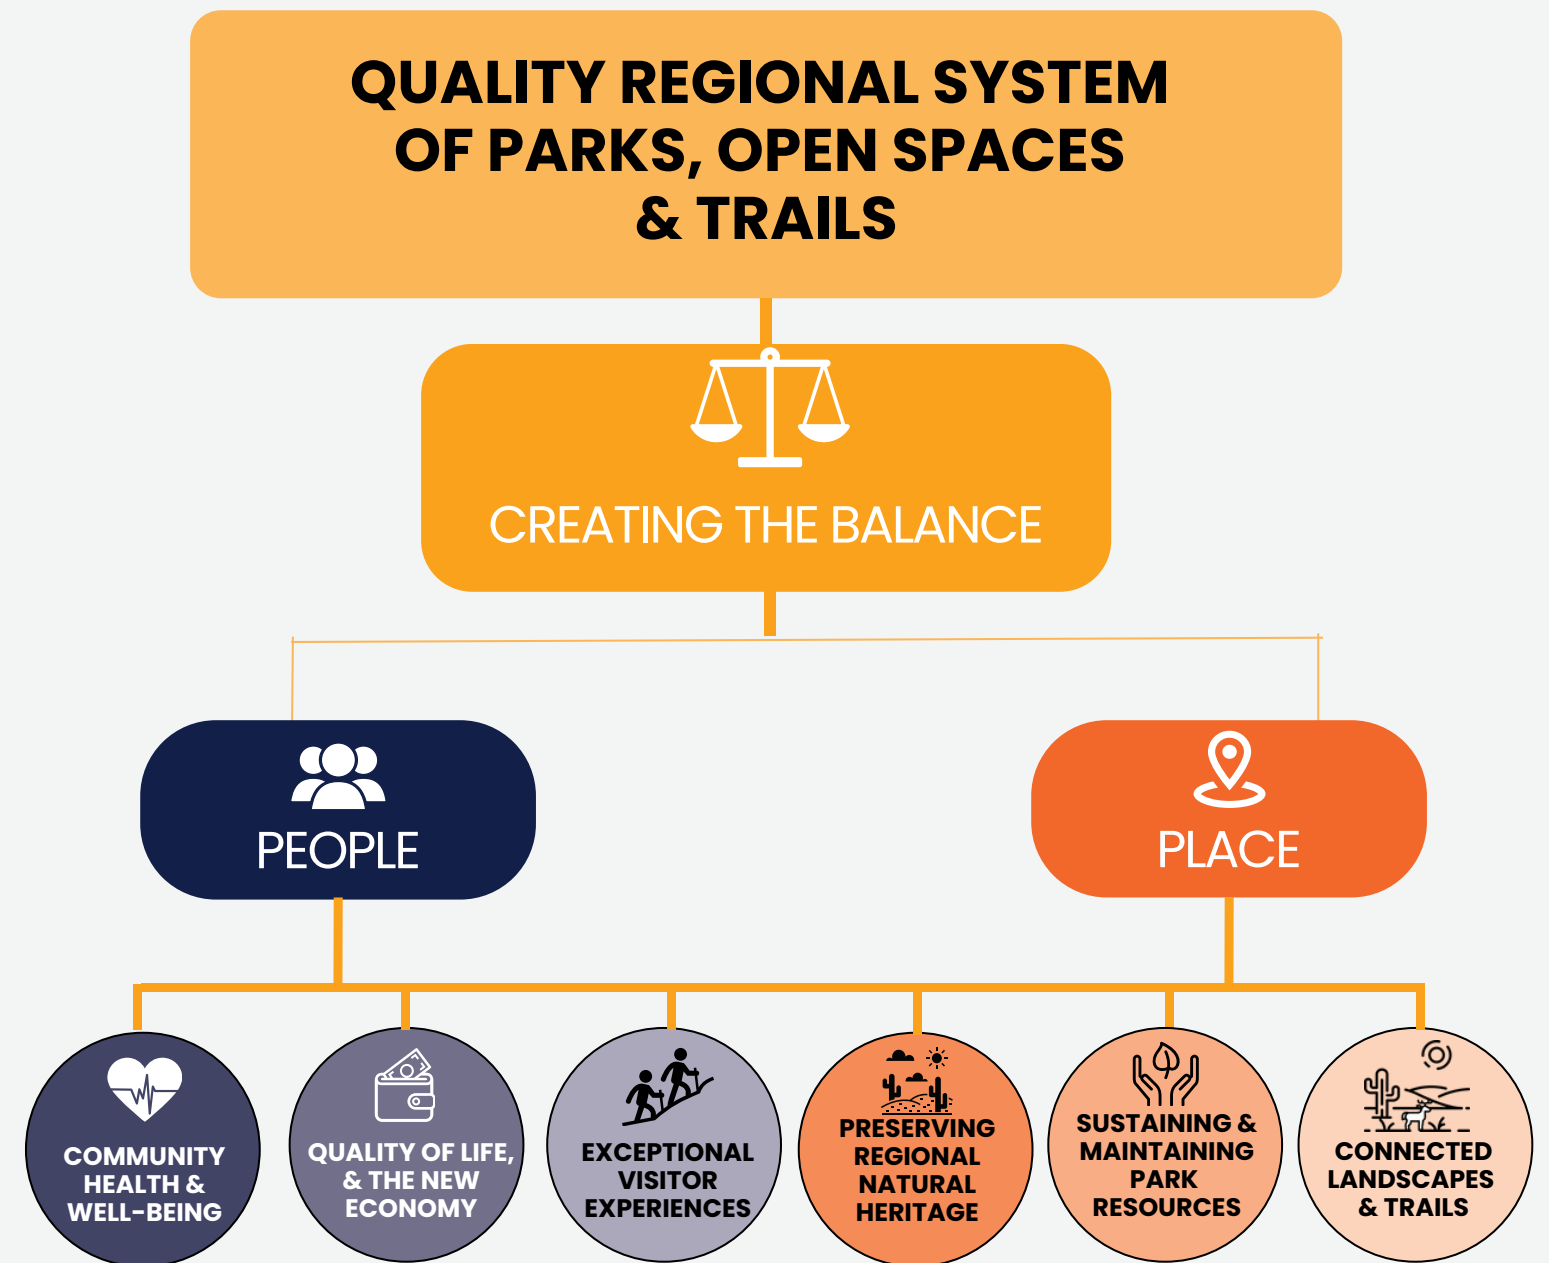 QUALITY REGIONAL SYSTEM
OF PARKS, OPEN SPACES
& TRAILS
CREATING THE BALANCE
PEOPLE
PLACE
COMMUNITY
HEALTH &
WELL-BEING
QUALITY OF LIFE,
& THE NEW
ECONOMY
EXCEPTIONAL
VISITOR
EXPERIENCES
PRESERVING
REGIONAL
NATURAL
HERITAGE
SUSTAINING &
MAINTAINING
PARK
RESOURCES
CONNECTED
LANDSCAPES
& TRAILS